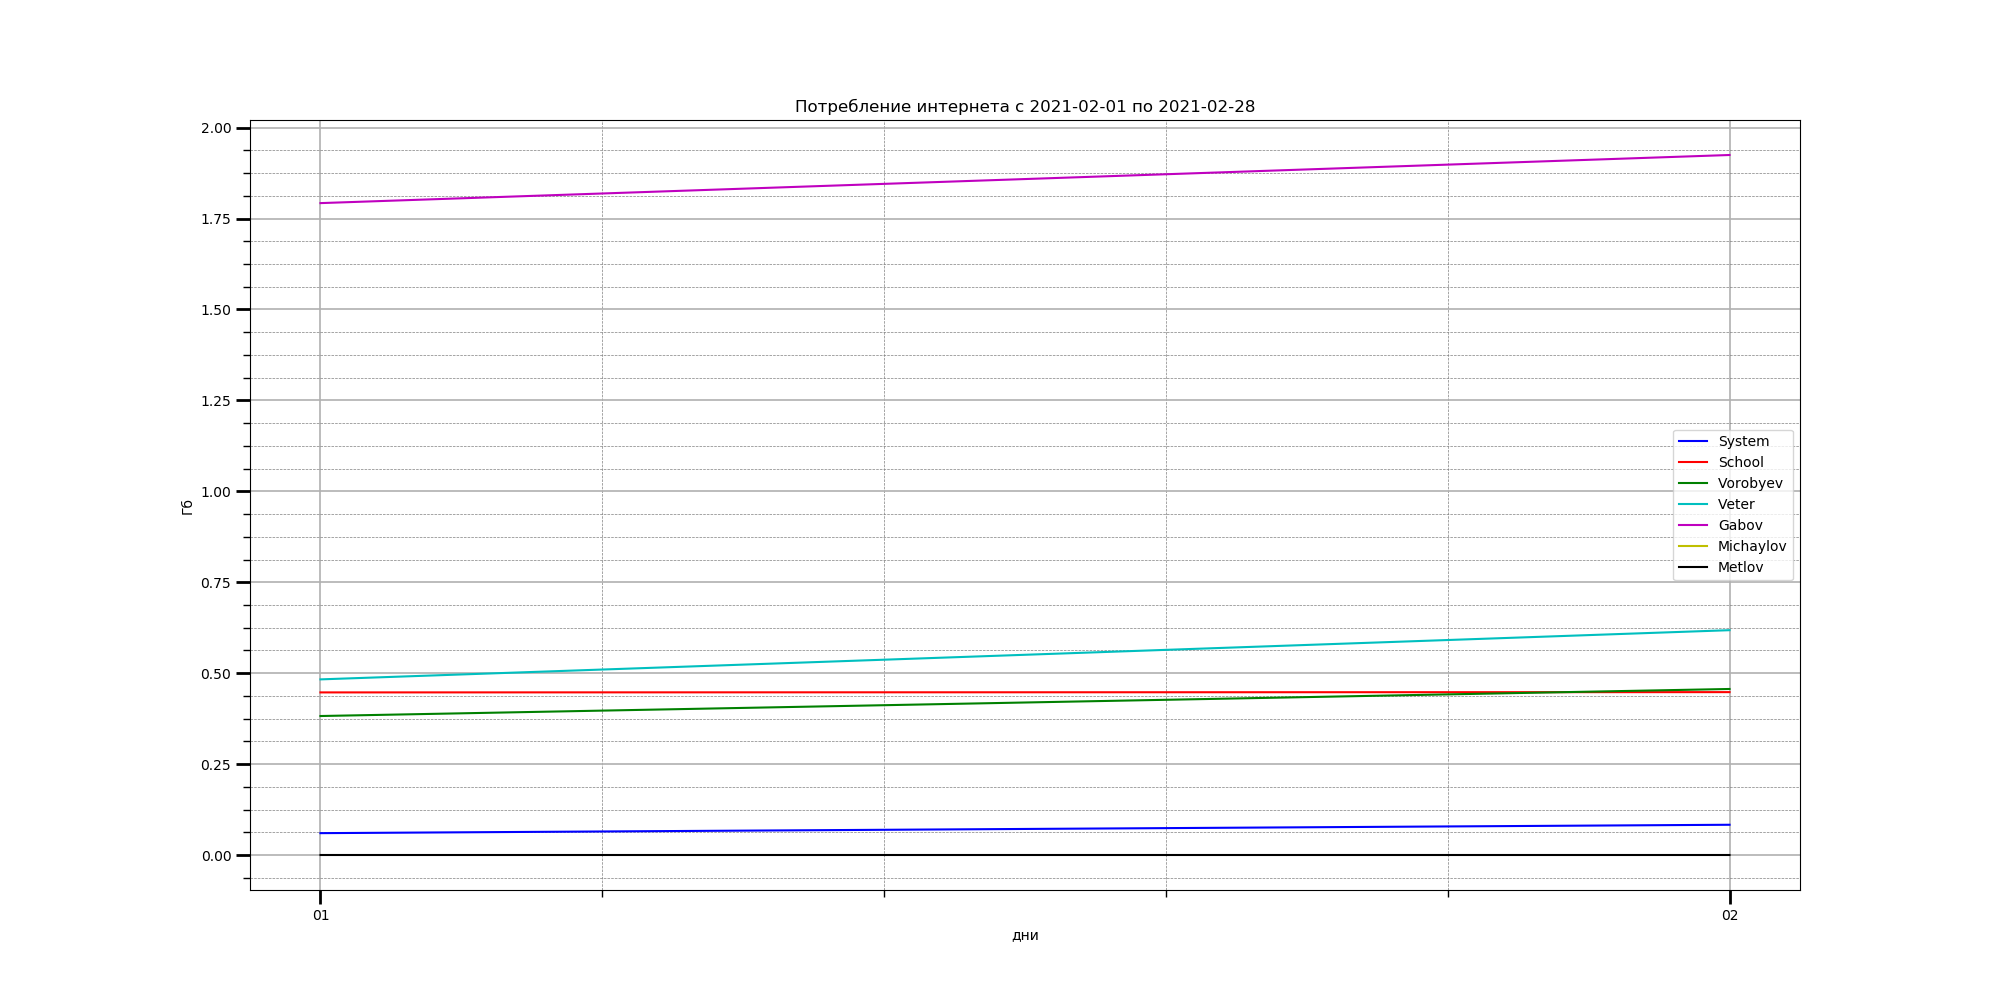 Потребление интернета с 2021-02-01 по 2021-02-28
2.00
1.75
1.50
1.25
1.00
0.75
0.50
0.25
0.00
Гб
System
School
Vorobyev
Veter
Gabov
Michaylov
Metlov
01
02
дни